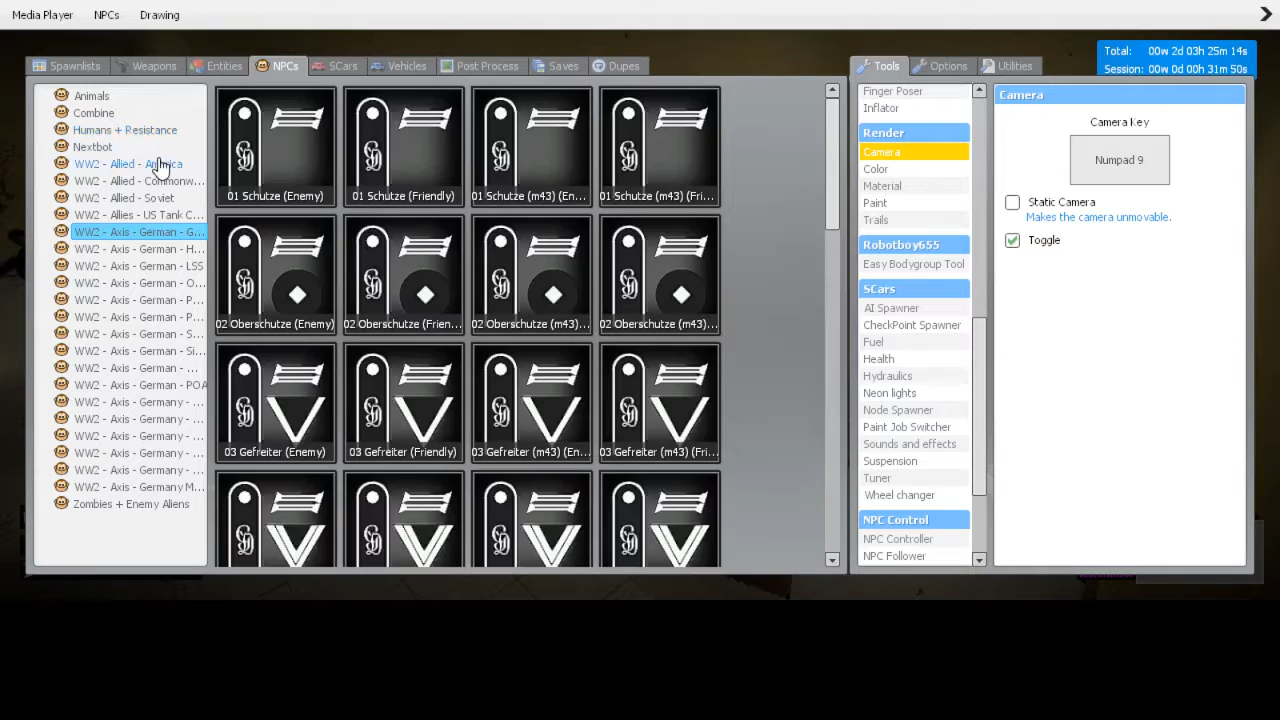 Media Player NPCs Drawing
Total: 00w 2d 03h 25m 14s
Session: 00w 0d 00h 31m 50s
Spawnlists Weapons Entities NPCs SCars Vehicles Post Process Saves Dupes
Tools Options Utilities
Animals
Combine
Humans + Resistance
Nextbot
WW2 - Allied - America
WW2 - Allied - Commonw...
WW2 - Allied - Soviet
WW2 - Allies - US Tank C...
WW2 - Axis - German - G...
WW2 - Axis - German - H...
WW2 - Axis - German - LSS
WW2 - Axis - German - O...
WW2 - Axis - German - P...
WW2 - Axis - German - P...
WW2 - Axis - German - S...
WW2 - Axis - German - Si...
WW2 - Axis - German - ...
WW2 - Axis - German - POA
WW2 - Axis - Germany - ...
WW2 - Axis - Germany - ...
WW2 - Axis - Germany - ...
WW2 - Axis - Germany - ...
WW2 - Axis - Germany - ...
WW2 - Axis - Germany M...
Zombies + Enemy Aliens
01 Schutze (Enemy)
01 Schutze (Friendly)
01 Schutze (m43) (En...
01 Schutze (m43) (Fri...
02 Oberschutze (Enemy)
02 Oberschutze (Frien...
02 Oberschutze (m43)...
02 Oberschutze (m43)...
03 Gefreiter (Enemy)
03 Gefreiter (Friendly)
03 Gefreiter (m43) (En...
03 Gefreiter (m43) (Fri...
Finger Poser
Inflator
Render
Camera
Color
Material
Paint
Trails
Robotboy655
Easy Bodygroup Tool
SCars
AI Spawner
CheckPoint Spawner
Fuel
Health
Hydraulics
Neon lights
Node Spawner
Paint Job Switcher
Sounds and effects
Suspension
Tuner
Wheel changer
NPC Control
NPC Controller
NPC Follower
Camera
Camera Key
Numpad 9
Static Camera
Makes the camera unmovable.
Toggle